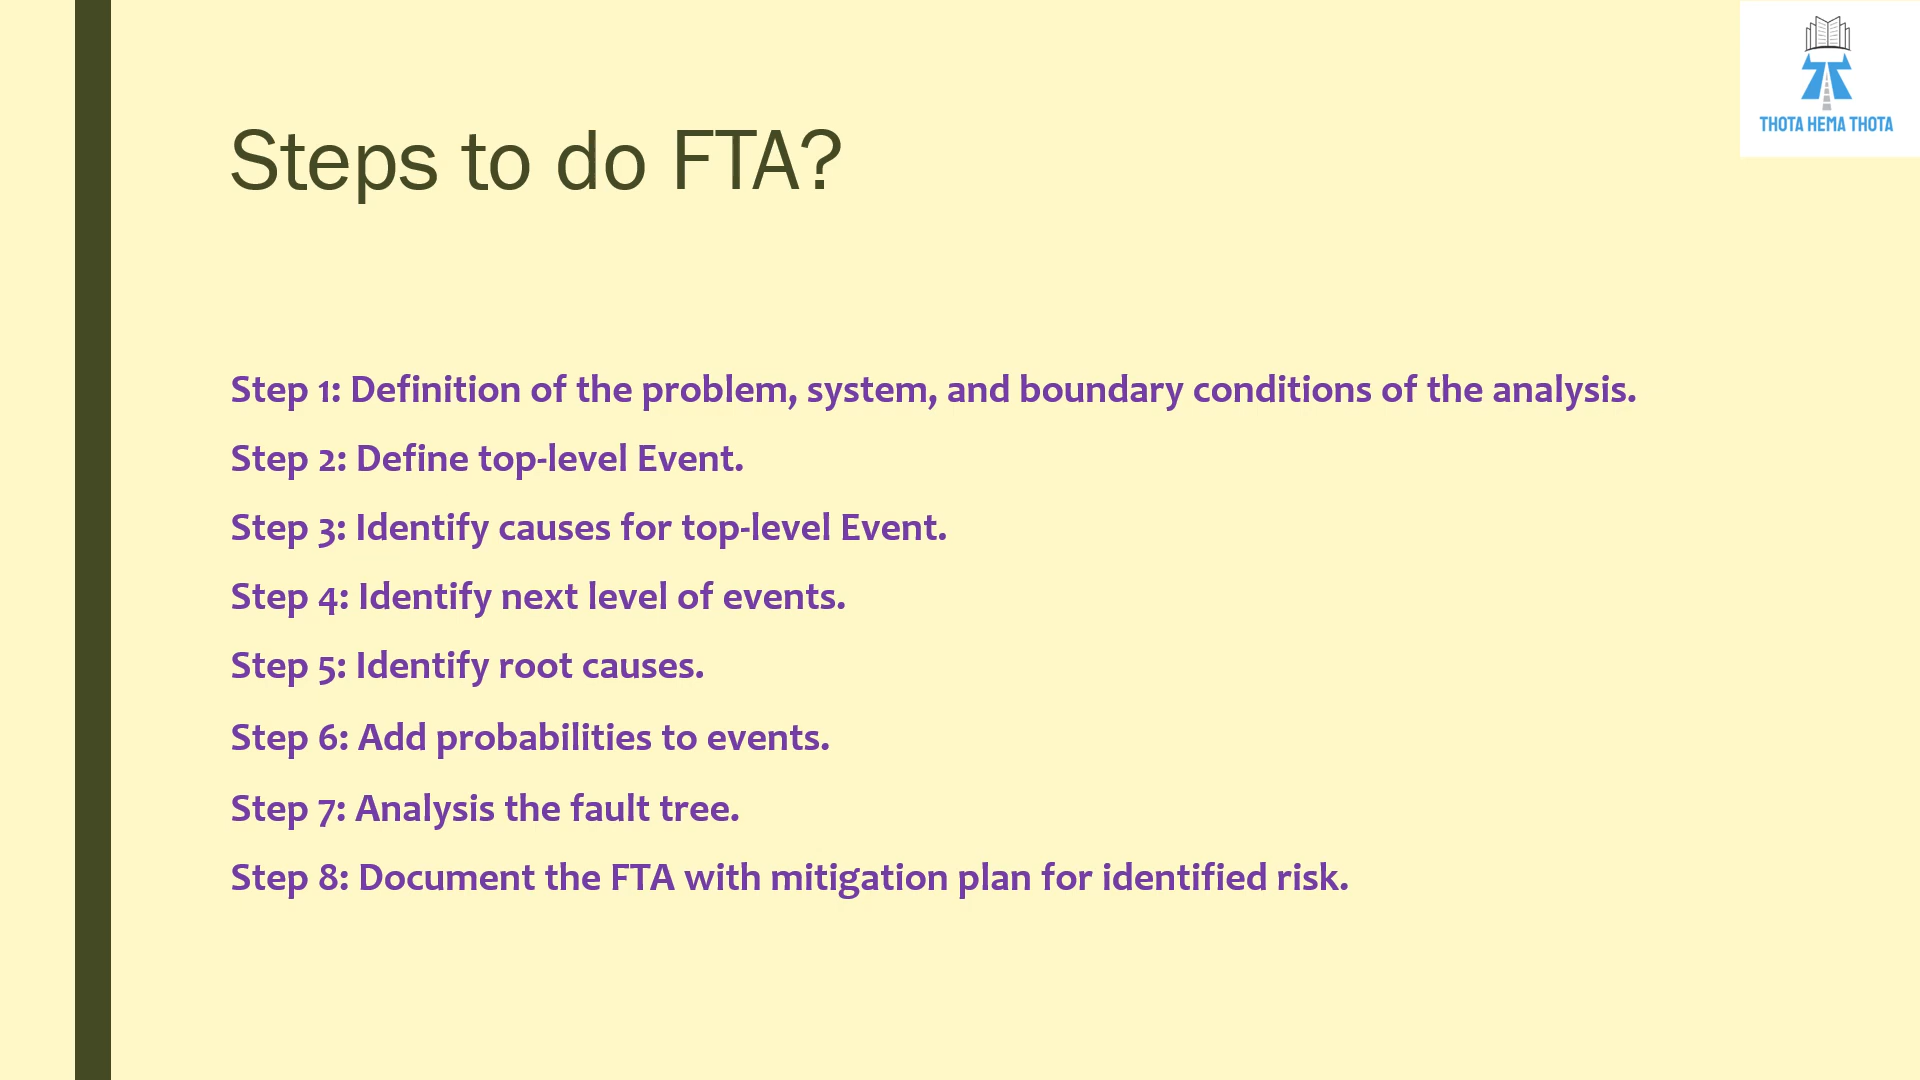 THOTA HEMA THOTA
Steps to do FTA?
Step 1: Definition of the problem, system, and boundary conditions of the analysis.
Step 2: Define top-level Event.
Step 3: Identify causes for top-level Event.
Step 4: Identify next level of events.
Step 5: Identify root causes.
Step 6: Add probabilities to events.
Step 7: Analysis the fault tree.
Step 8: Document the FTA with mitigation plan for identified risk.